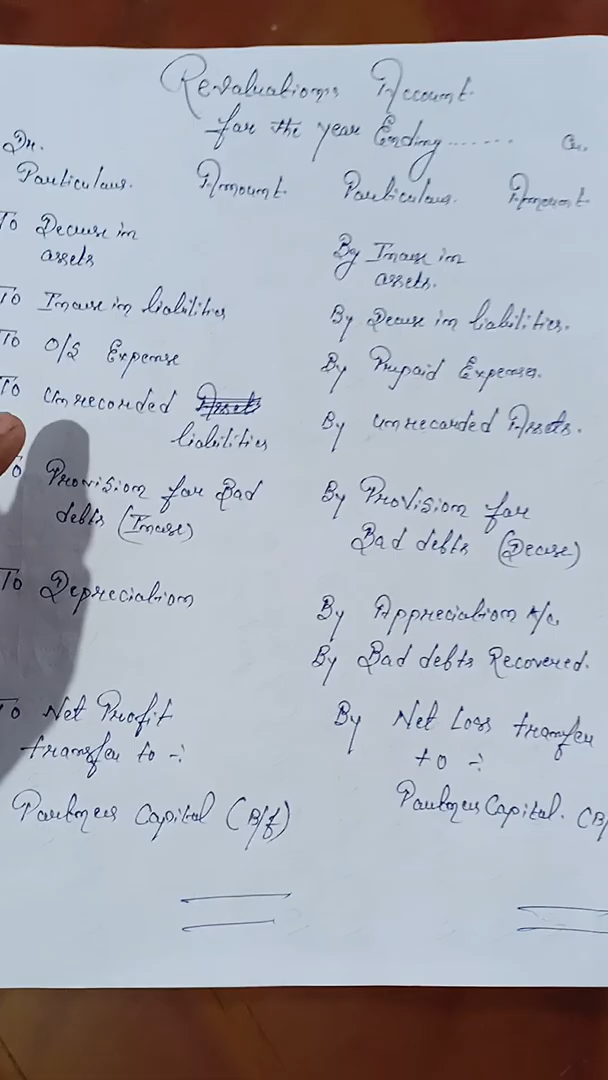 Revaluations Account
for the year Ending.......
Dr. Cr.
Particulars. Amount. Particulars. Amount.
To Decrease in
assets
By Increase in
assets.
To Increase in liabilities
By Decrease in liabilities.
To O/S Expense
By Prepaid Expenses.
To Unrecorded Assets
liabilities
By unrecorded Assets.
To Provision for Bad
debts (Increase)
By Provision for
Bad debts (Decrease)
To Depreciation
By Appreciation A/c
By Bad debts Recovered.
To Net Profit
transfer to :-
By Net Loss transfer
to :-
Partners Capital (B/f)
Partners Capital. (B/